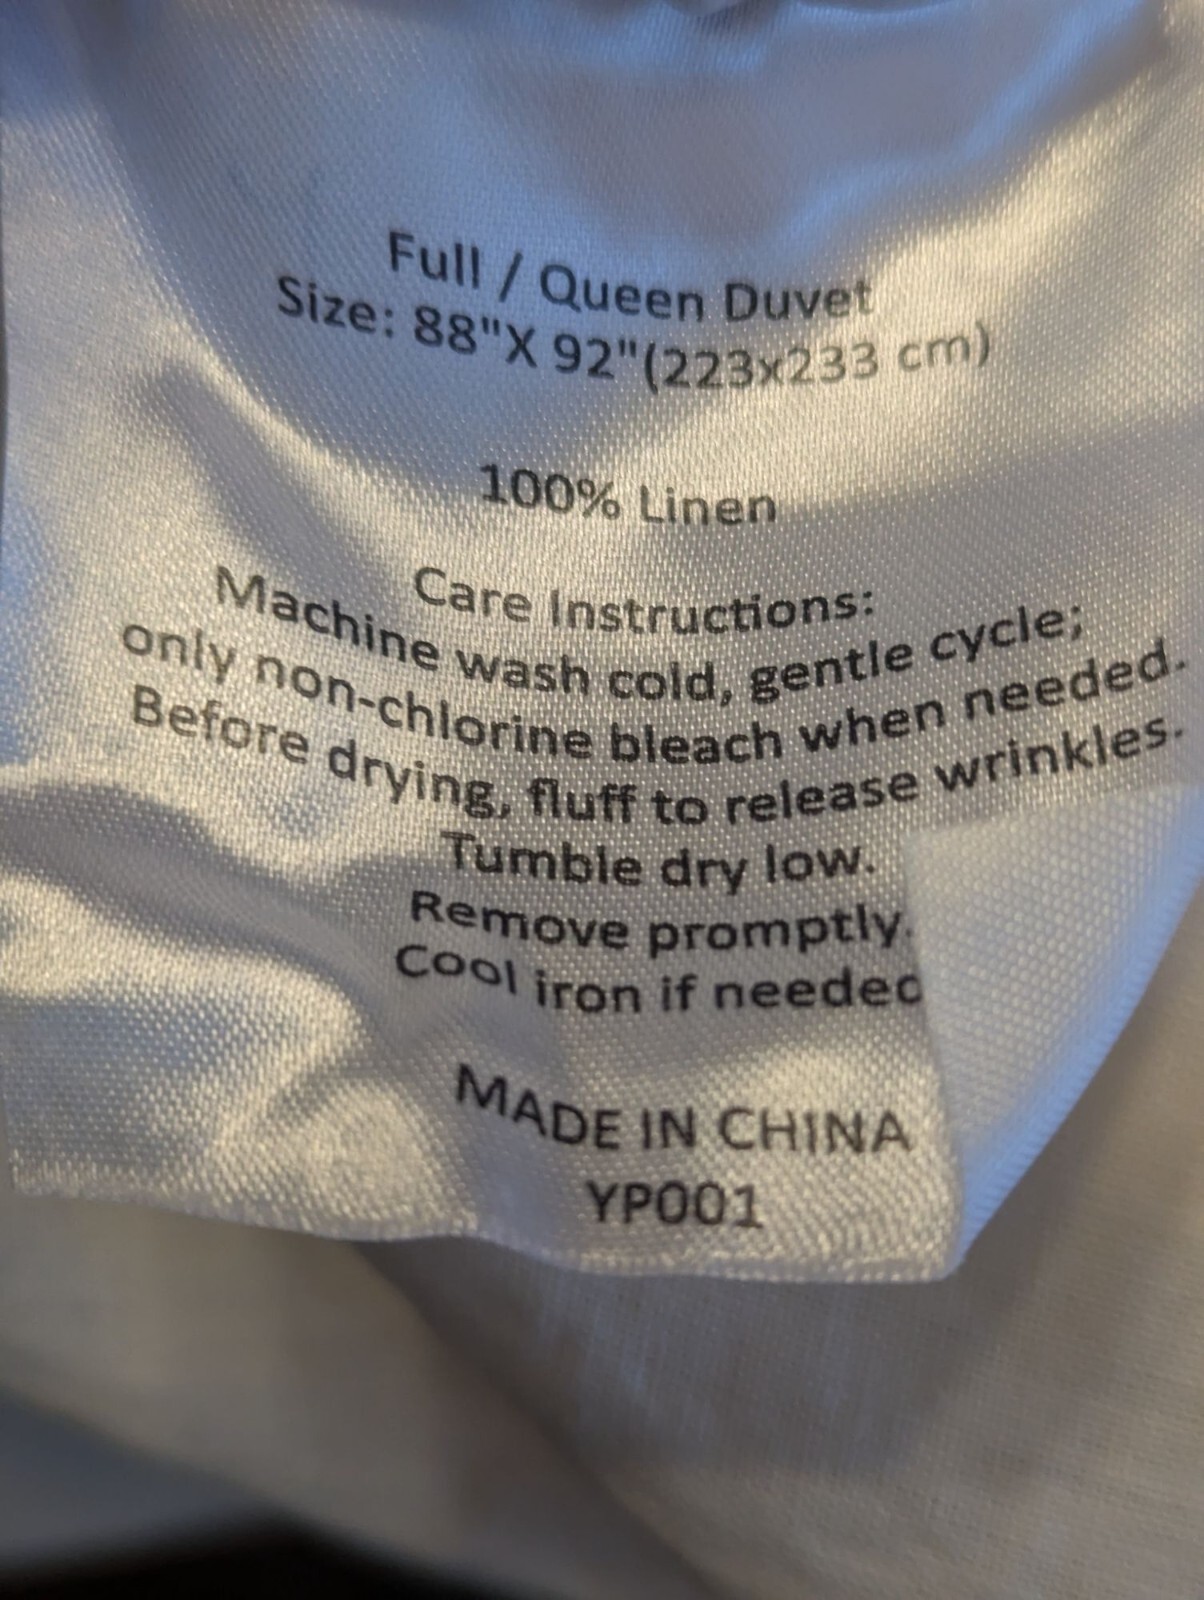 Full / Queen Duvet
Size: 88"X 92"(223x233 cm)
100% Linen
Care Instructions:
Machine wash cold, gentle cycle;
only non-chlorine bleach when needed.
Before drying, fluff to release wrinkles.
Tumble dry low.
Remove promptly.
Cool iron if needed
MADE IN CHINA
YP001